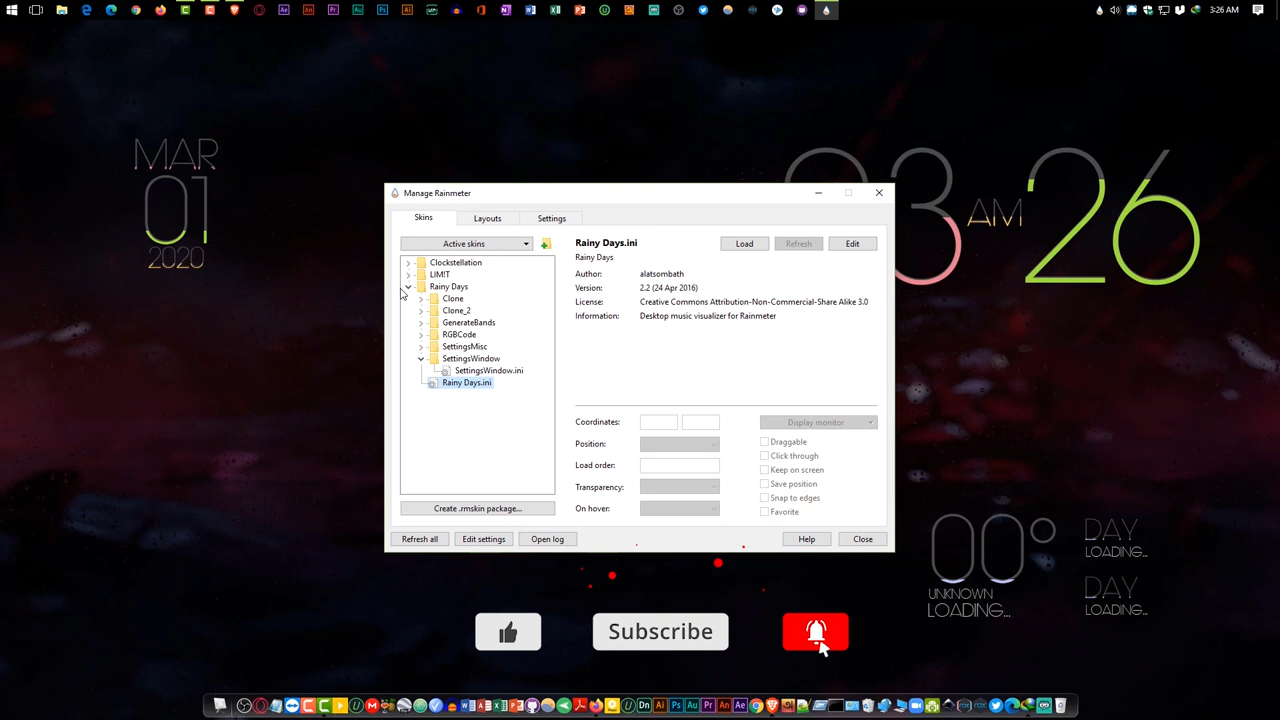 3:26 AM
MAR
01
2020
03 AM 26
Manage Rainmeter
Skins
Layouts
Settings
Active skins
Clockstellation
LIM!T
Rainy Days
Clone
Clone_2
GenerateBands
RGBCode
SettingsMisc
SettingsWindow
SettingsWindow.ini
Rainy Days.ini
Create .rmskin package...
Rainy Days.ini
Load
Refresh
Edit
Rainy Days
Author: alatsombath
Version: 2.2 (24 Apr 2016)
License: Creative Commons Attribution-Non-Commercial-Share Alike 3.0
Information: Desktop music visualizer for Rainmeter
Coordinates:
Display monitor
Position:
Draggable
Click through
Load order:
Keep on screen
Transparency:
Save position
Snap to edges
On hover:
Favorite
Refresh all
Edit settings
Open log
Help
Close
00°
UNKNOWN
LOADING...
DAY
LOADING...
DAY
LOADING...
Subscribe